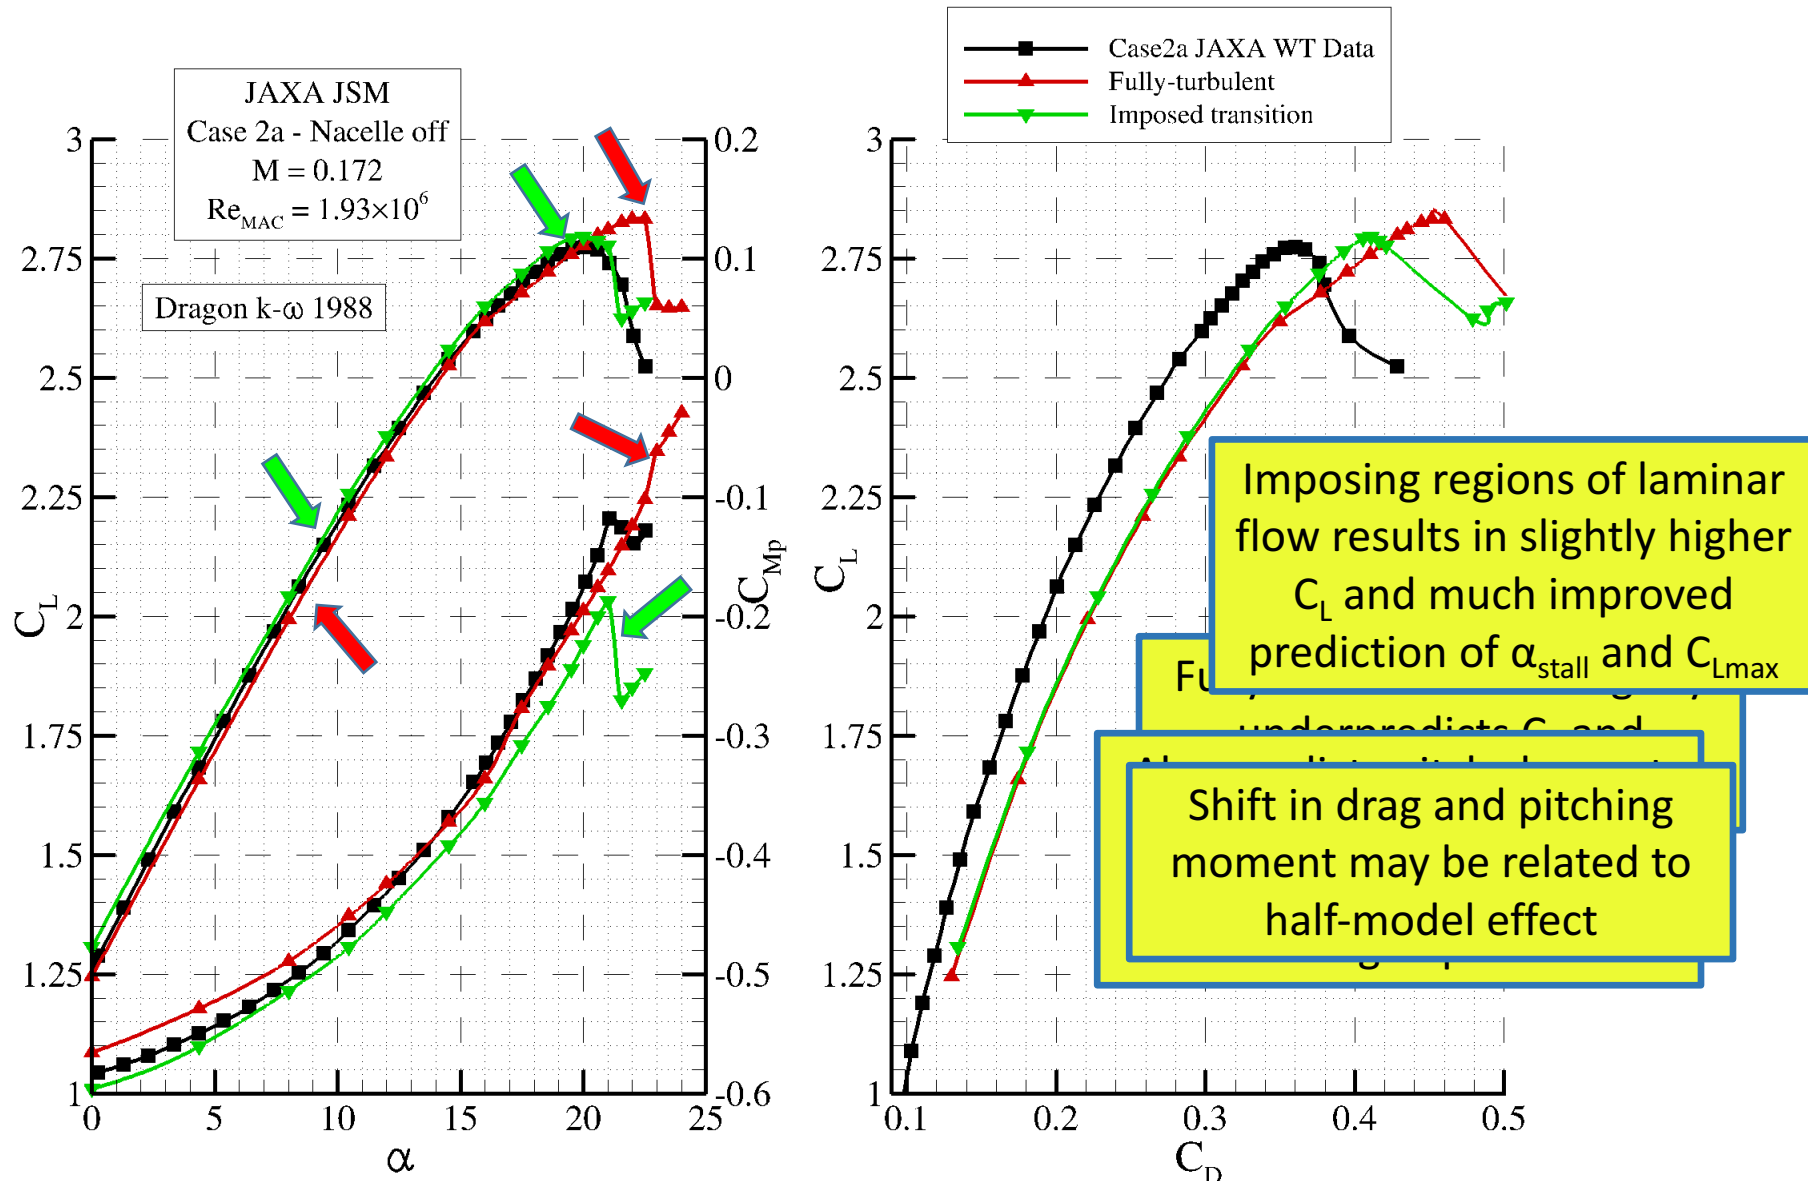 Case2a JAXA WT Data
Fully-turbulent
Imposed transition
JAXA JSM
Case 2a - Nacelle off
M = 0.172
Re_MAC = 1.93×10^6
Dragon k-ω 1988
3
2.75
2.5
2.25
2
1.75
1.5
1.25
1
C_L
0.2
0.1
0
-0.1
-0.2
-0.3
-0.4
-0.5
-0.6
C_Mp
0 5 10 15 20 25
α
3
2.75
2.5
2.25
2
1.75
1.5
1.25
1
C_L
0.1 0.2 0.3 0.4 0.5
C_D
Imposing regions of laminar
flow results in slightly higher
C_L and much improved
prediction of α_stall and C_Lmax
underpredicts C and
Shift in drag and pitching
moment may be related to
half-model effect